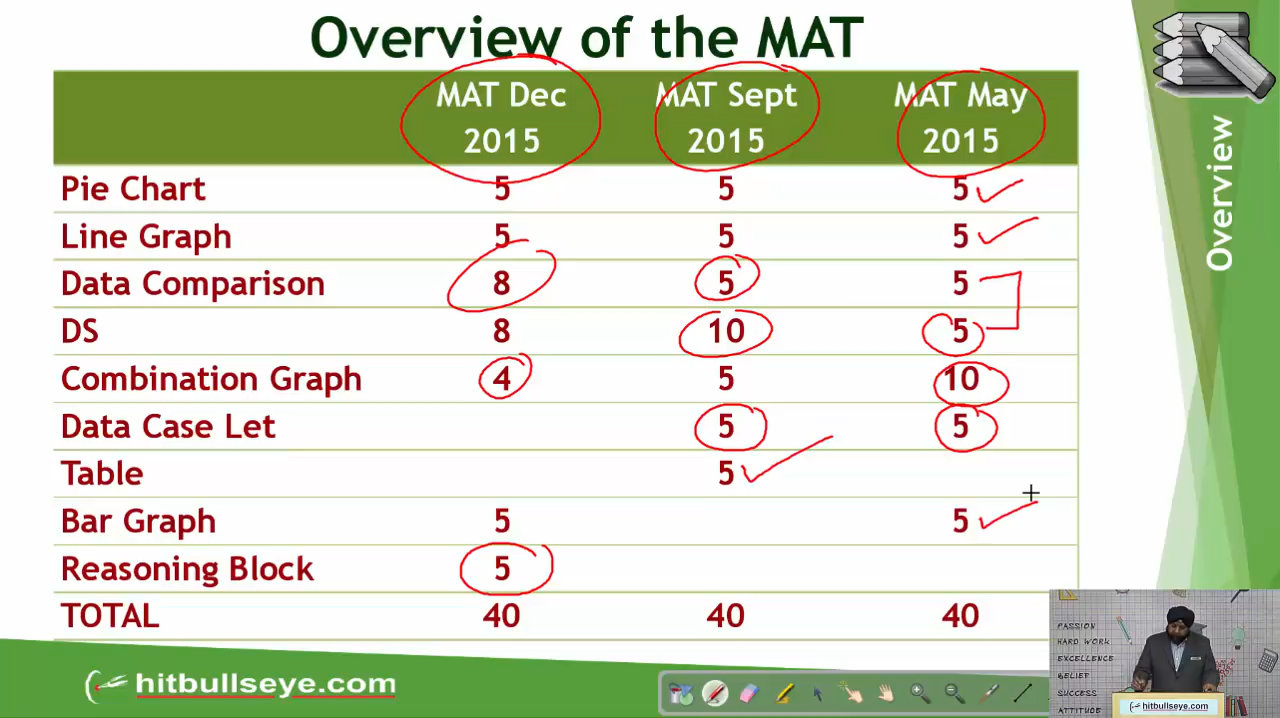 Overview of the MAT
MAT Dec 2015 MAT Sept 2015 MAT May 2015
Pie Chart 5 5 5
Line Graph 5 5 5
Data Comparison 8 5 5
DS 8 10 5
Combination Graph 4 5 10
Data Case Let 5 5
Table 5
Bar Graph 5 5
Reasoning Block 5
TOTAL 40 40 40
Overview
hitbullseye.com
PASSION
HARD WORK
EXCELLENCE
BELIEF
SUCCESS
ATTITUDE
hitbullseye.com